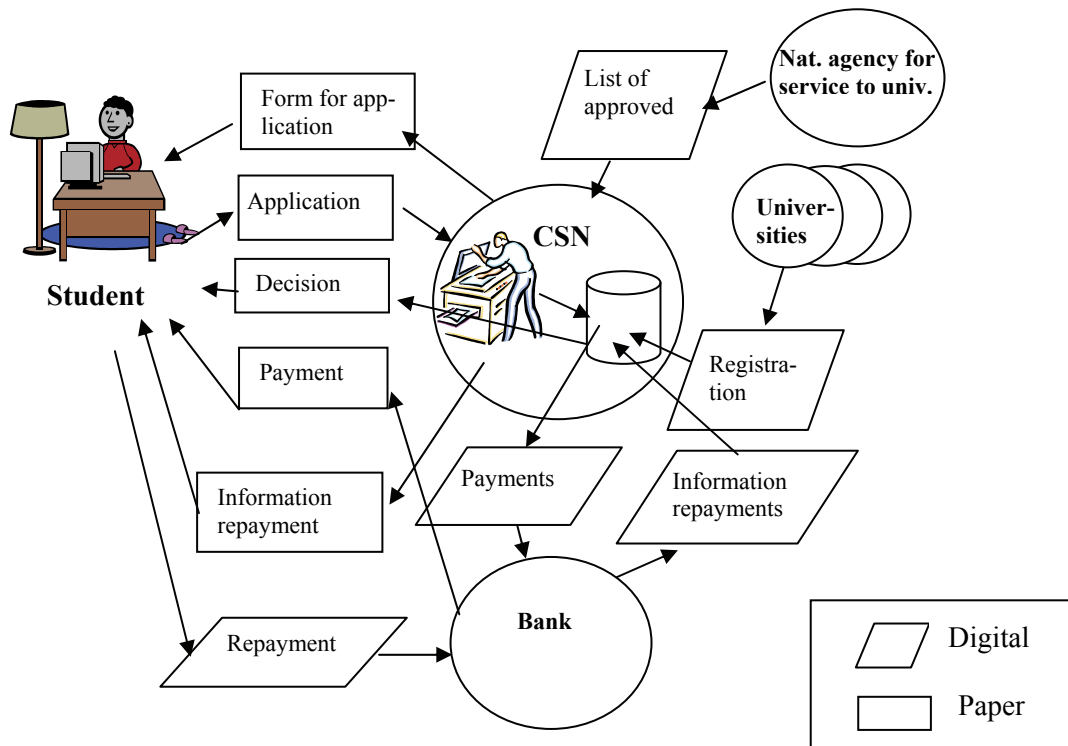 Nat. agency for
service to univ.
List of
approved
Form for app-
lication
Univer-
sities
Application
CSN
Decision
Student
Payment
Registra-
tion
Payments
Information
repayments
Information
repayment
Bank
Repayment
Digital
Paper